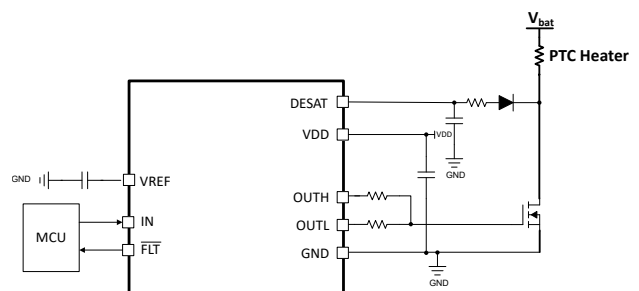 Vbat
PTC Heater
DESAT
VDD
VDD
GND
GND
VREF
OUTH
IN
OUTL
MCU
FLT
GND
GND